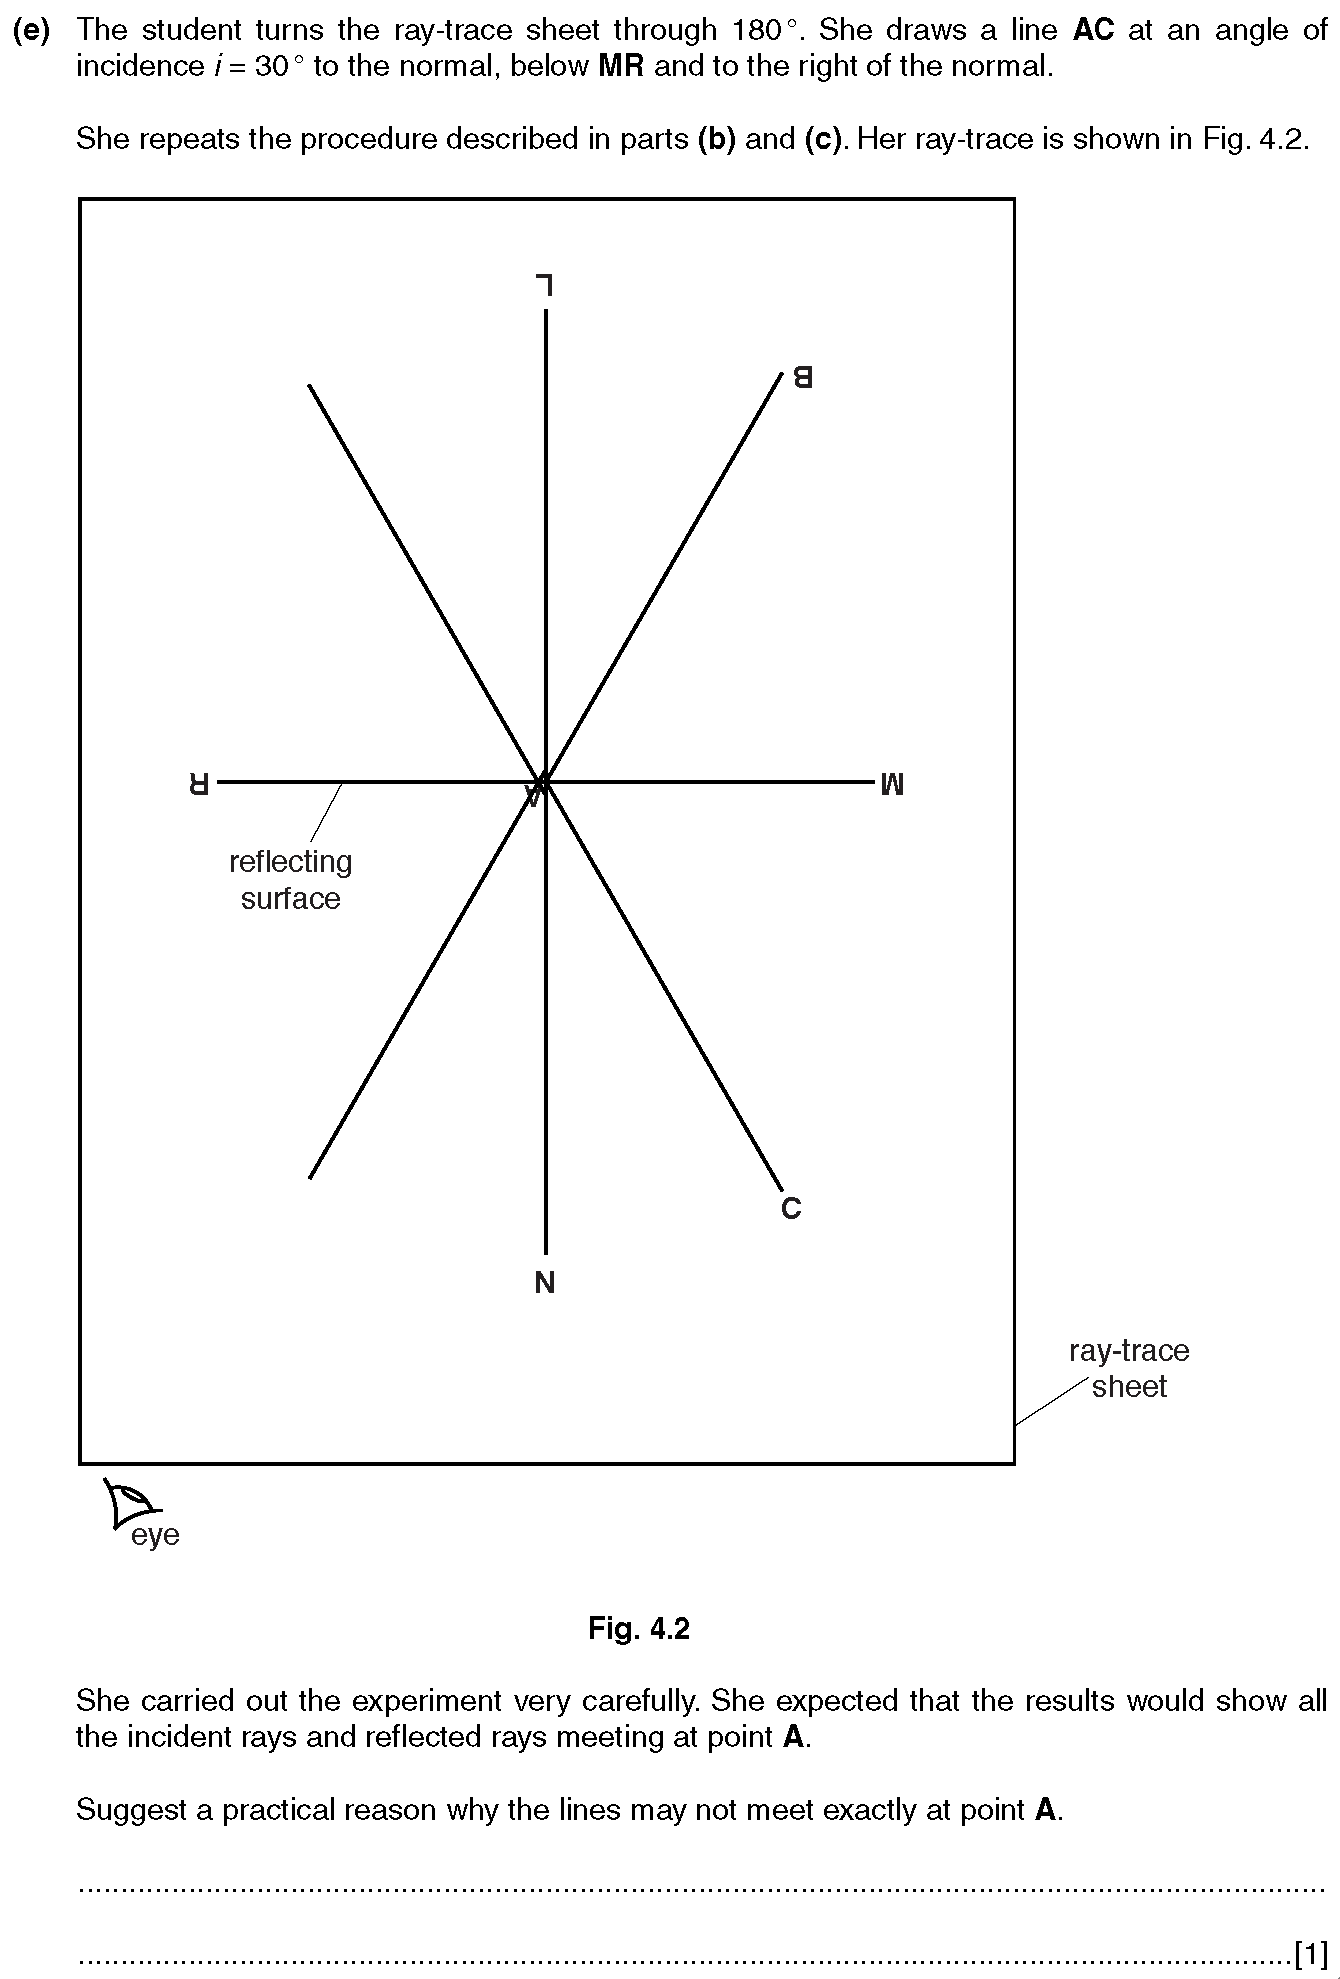 (e) The student turns the ray-trace sheet through 180°. She draws a line AC at an angle of
incidence i = 30° to the normal, below MR and to the right of the normal.
She repeats the procedure described in parts (b) and (c). Her ray-trace is shown in Fig. 4.2.
L
B
R
A
M
reflecting
surface
C
N
ray-trace
sheet
eye
Fig. 4.2
She carried out the experiment very carefully. She expected that the results would show all
the incident rays and reflected rays meeting at point A.
Suggest a practical reason why the lines may not meet exactly at point A.
..........................................................................................................................................
......................................................................................................................................[1]